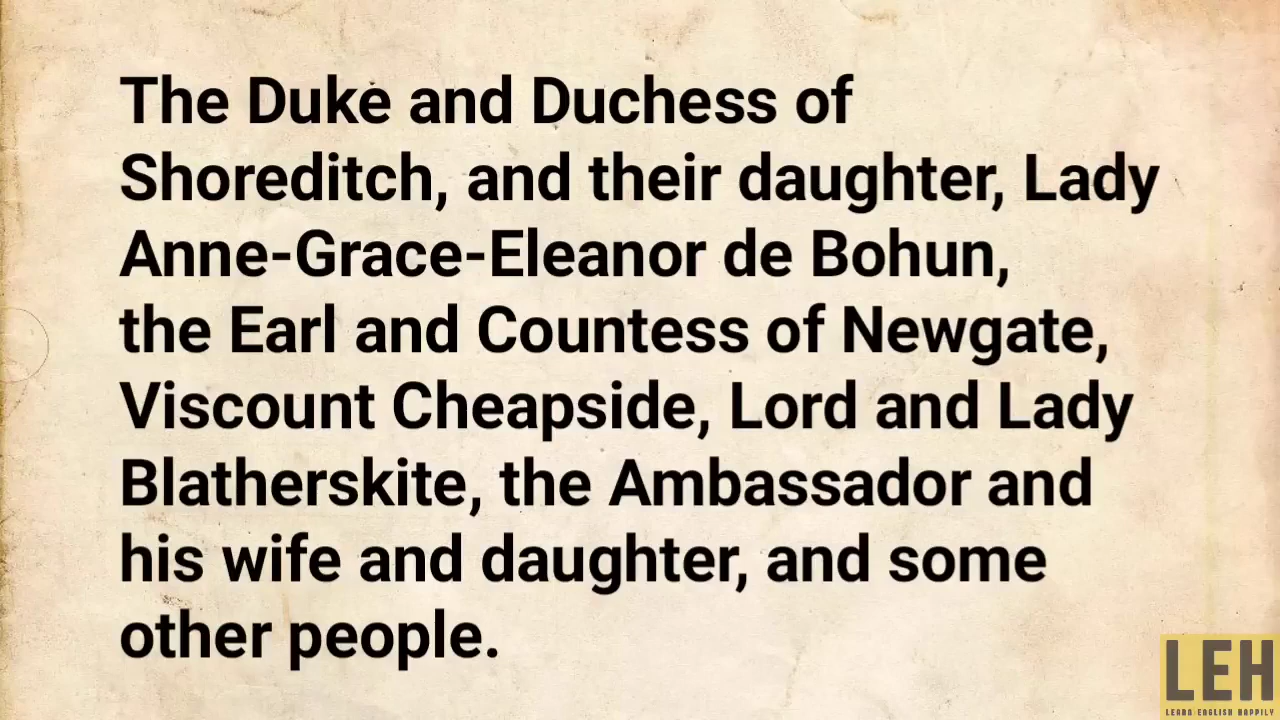 The Duke and Duchess of
Shoreditch, and their daughter, Lady
Anne-Grace-Eleanor de Bohun,
the Earl and Countess of Newgate,
Viscount Cheapside, Lord and Lady
Blatherskite, the Ambassador and
his wife and daughter, and some
other people.
LEH
LEARN ENGLISH HAPPILY